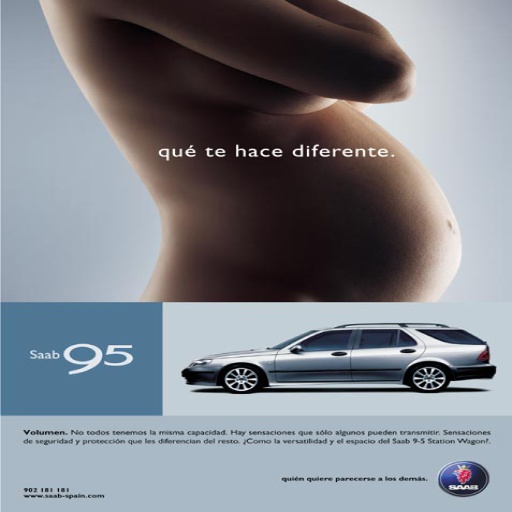 qué te hace diferente.
Saab 95
Volumen. No todos tenemos la misma capacidad. Hay sensaciones que sólo algunos pueden transmitir. Sensaciones
de seguridad y protección que les diferencian del resto. ¿Como la versatilidad y el espacio del Saab 9-5 Station Wagon?.
quién quiere parecerse a los demás.
SAAB
902 181 181
www.saab-spain.com